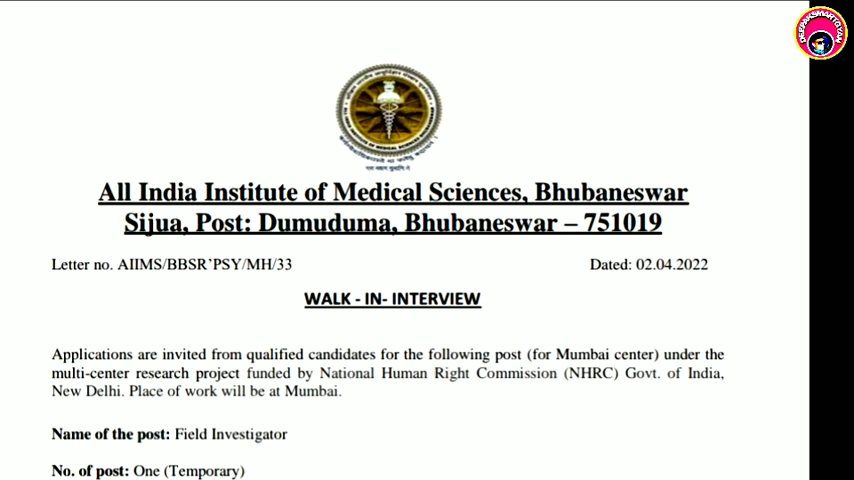 DEEPAKSMARTGYAN
All India Institute of Medical Sciences, Bhubaneswar
Sijua, Post: Dumuduma, Bhubaneswar – 751019
Letter no. AIIMS/BBSR'PSY/MH/33 Dated: 02.04.2022
WALK - IN- INTERVIEW
Applications are invited from qualified candidates for the following post (for Mumbai center) under the
multi-center research project funded by National Human Right Commission (NHRC) Govt. of India,
New Delhi. Place of work will be at Mumbai.
Name of the post: Field Investigator
No. of post: One (Temporary)